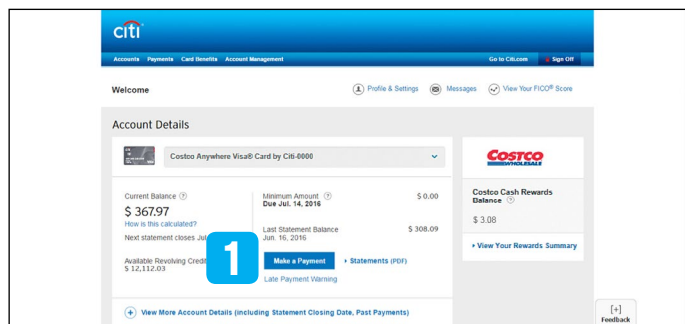 citi
Accounts Payments Card Benefits Account Management Go to Citi.com Sign Off
Welcome Profile & Settings Messages View Your FICO® Score
Account Details
Costco Anywhere Visa® Card by Citi-0000
COSTCO
WHOLESALE
Current Balance
$ 367.97
How is this calculated?
Next statement closes Jul
Available Revolving Credit
$ 12,112.03
Minimum Amount $ 0.00
Due Jul. 14, 2016
Last Statement Balance $ 308.09
Jun. 16, 2016
1
Make a Payment Statements (PDF)
Late Payment Warning
Costco Cash Rewards
Balance
$ 3.08
View Your Rewards Summary
View More Account Details (including Statement Closing Date, Past Payments)
[+]
Feedback